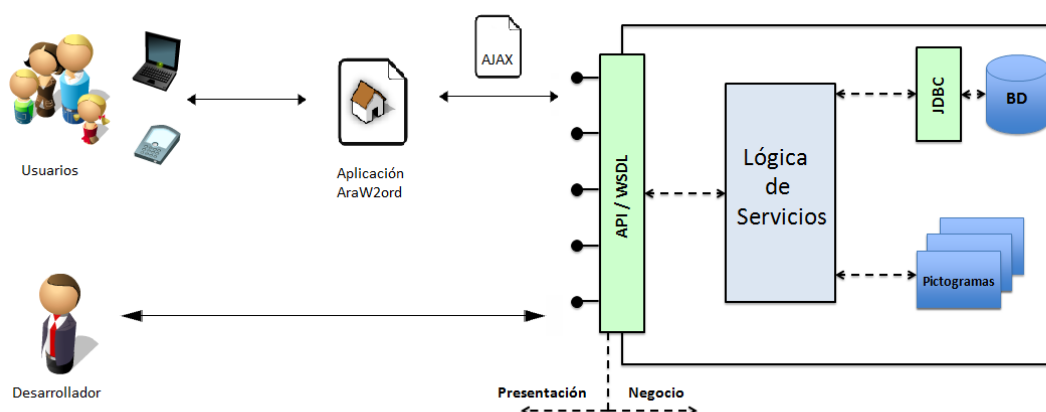 AJAX
Usuarios
Aplicación
AraW2ord
API / WSDL
Lógica
de
Servicios
JDBC
BD
Pictogramas
Desarrollador
Presentación
Negocio